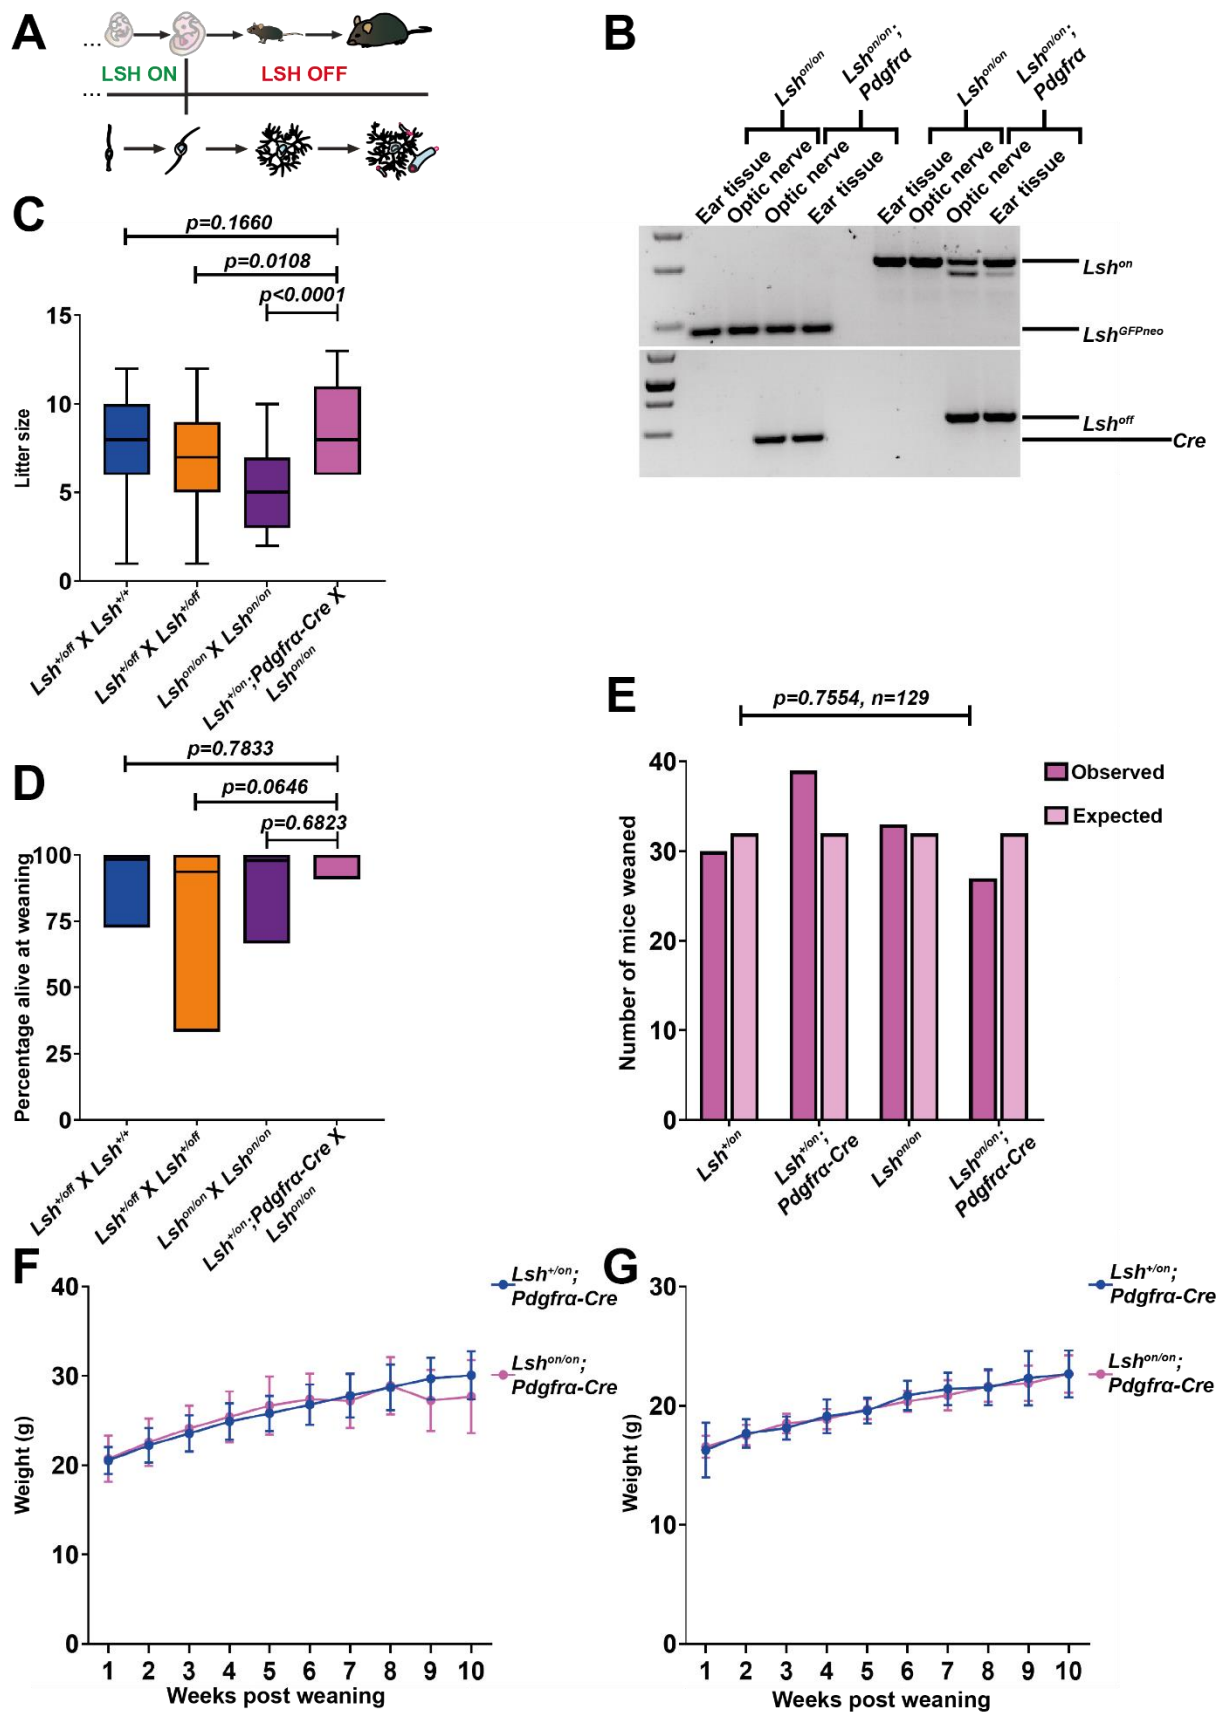 A
...
LSH ON
LSH OFF
...
B
Lsh^on/on
Lsh^on/on;
Pdgfrα
Lsh^on/on
Lsh^on/on;
Pdgfrα
Ear tissue
Optic nerve
Optic nerve
Ear tissue
Ear tissue
Optic nerve
Optic nerve
Ear tissue
Lsh^on
Lsh^GFPneo
Lsh^off
Cre
C
p=0.1660
p=0.0108
p<0.0001
15
10
5
0
Litter size
Lsh^+/off X Lsh^+/+
Lsh^+/off X Lsh^+/off
Lsh^on/on X Lsh^on/on
Lsh^+/on;Pdgfrα-Cre X
Lsh^on/on
D
p=0.7833
p=0.0646
p=0.6823
100
75
50
25
0
Percentage alive at weaning
Lsh^+/off X Lsh^+/+
Lsh^+/off X Lsh^+/off
Lsh^on/on X Lsh^on/on
Lsh^+/on;Pdgfrα-Cre X
Lsh^on/on
E
p=0.7554, n=129
40
30
20
10
0
Number of mice weaned
Observed
Expected
Lsh^+/on
Lsh^+/on;
Pdgfrα-Cre
Lsh^on/on
Lsh^on/on;
Pdgfrα-Cre
F
40
30
20
10
0
Weight (g)
1 2 3 4 5 6 7 8 9 10
Weeks post weaning
Lsh^+/on;
Pdgfrα-Cre
Lsh^on/on;
Pdgfrα-Cre
G
30
20
10
0
Weight (g)
1 2 3 4 5 6 7 8 9 10
Weeks post weaning
Lsh^+/on;
Pdgfrα-Cre
Lsh^on/on;
Pdgfrα-Cre